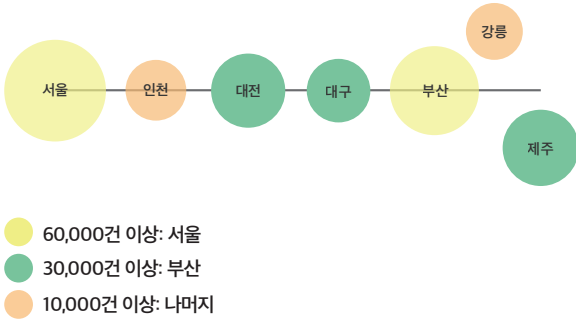 강릉
서울
인천
대전
대구
부산
제주
60,000건 이상: 서울
30,000건 이상: 부산
10,000건 이상: 나머지